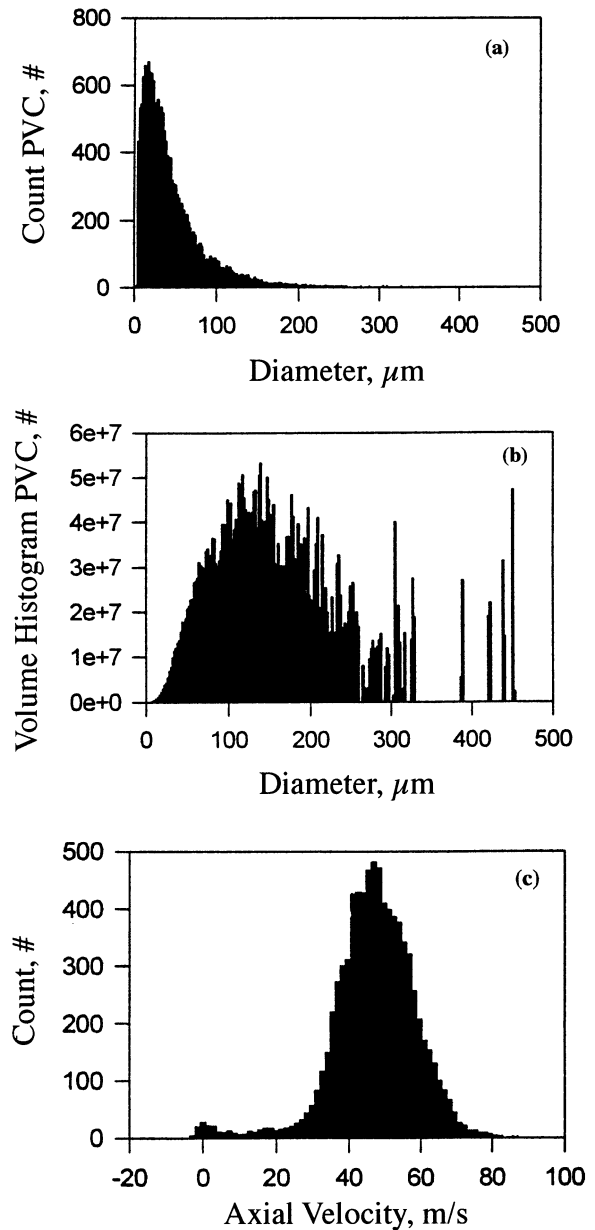 800
600
400
200
0
Count PVC, #
(a)
0 100 200 300 400 500
Diameter, μm
6e+7
5e+7
4e+7
3e+7
2e+7
1e+7
0e+0
Volume Histogram PVC, #
(b)
0 100 200 300 400 500
Diameter, μm
500
400
300
200
100
0
Count, #
(c)
-20 0 20 40 60 80 100
Axial Velocity, m/s